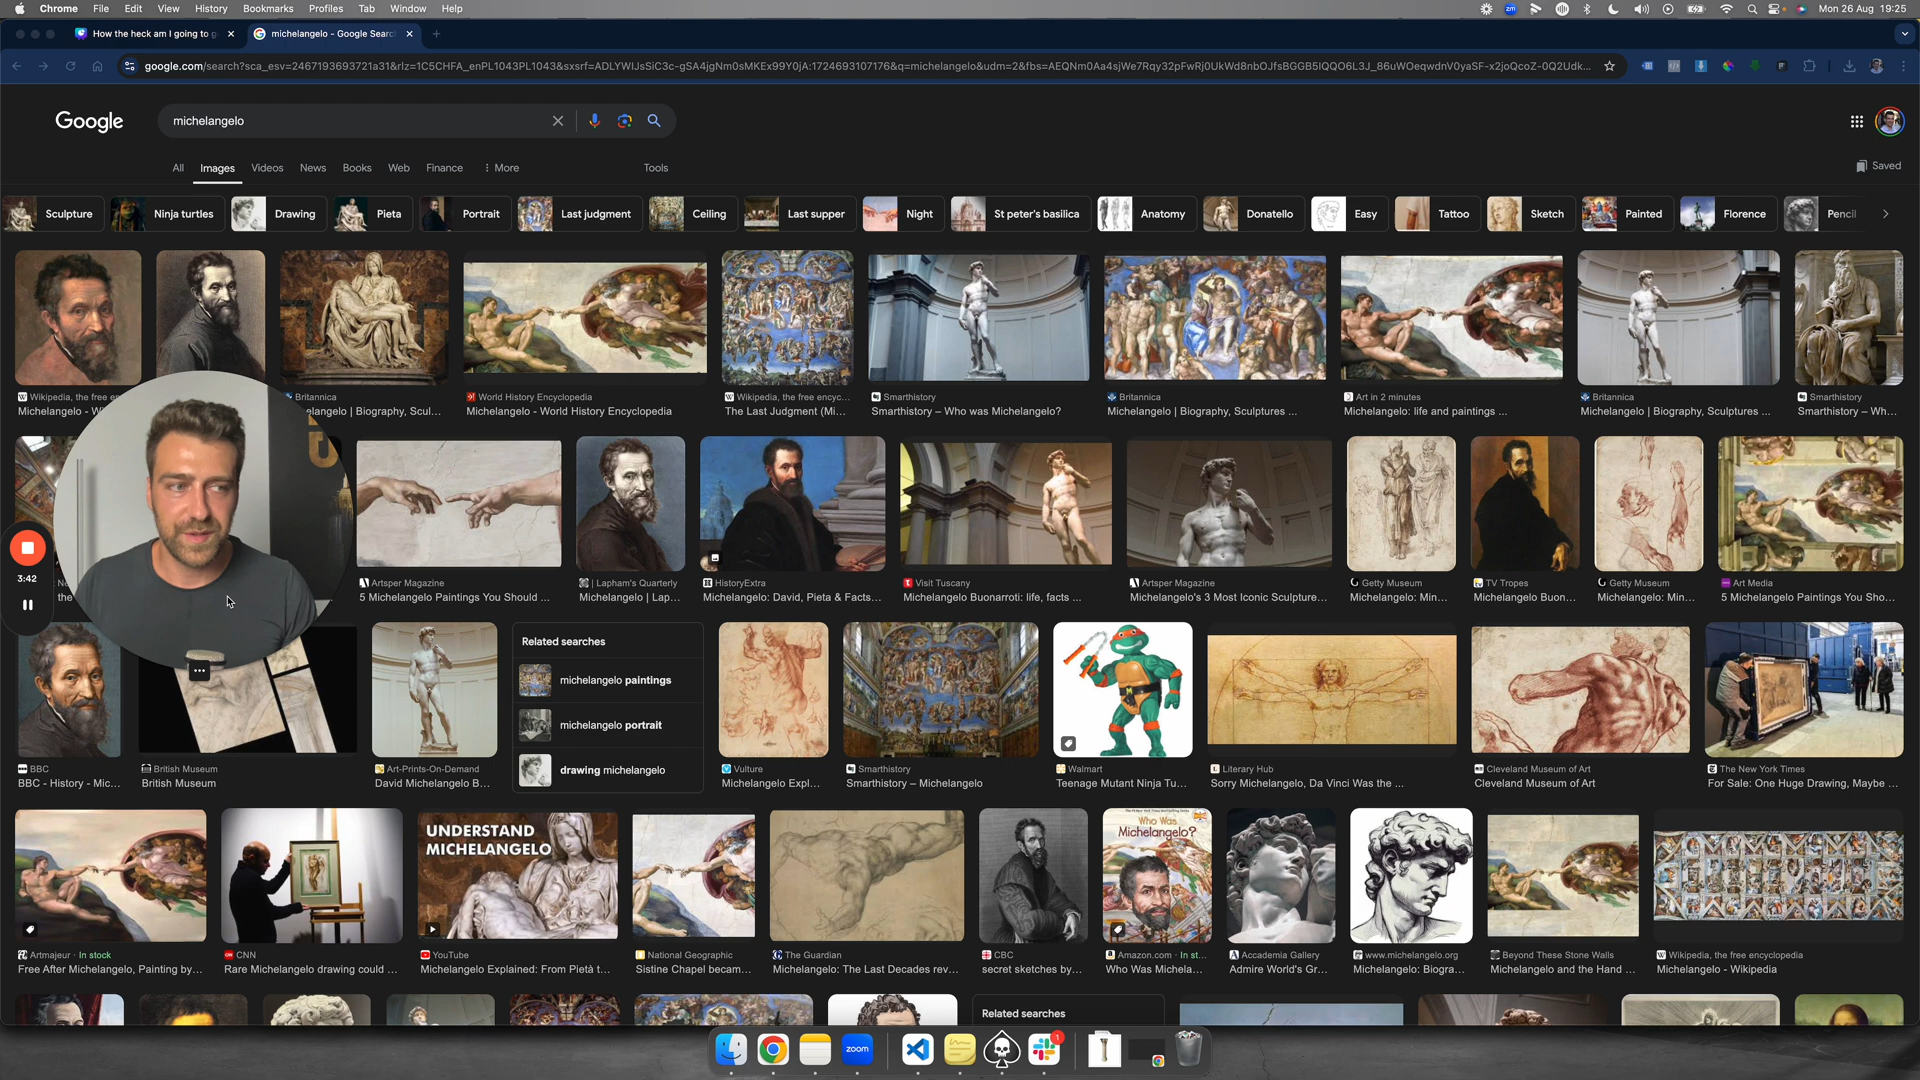 Chrome File Edit View History Bookmarks Profiles Tab Window Help
Mon 26 Aug 19:25
How the heck am I going to g
michelangelo - Google Searc
google.com/search?sca_esv=2467193693721a31&rlz=1C5CHFA_enPL1043PL1043&sxsrf=ADLYWIJsSiC3c-gSA4jgNm0sMKEx99Y0jA:1724693107176&q=michelangelo&udm=2&fbs=
Google
michelangelo
All Images Videos News Books Web Finance More Tools
Saved
Sculpture Ninja turtles Drawing Pieta Portrait Last judgment Ceiling Last supper Night St peter's basilica Anatomy Donatello Easy Tattoo Sketch Painted Florence Pencil
Wikipedia, the free en
Michelangelo - W
Britannica
elangelo | Biography, Scul...
World History Encyclopedia
Michelangelo - World History Encyclopedia
Wikipedia, the free encyc...
The Last Judgment (Mi...
Smarthistory
Smarthistory – Who was Michelangelo?
Britannica
Michelangelo | Biography, Sculptures ...
Art in 2 minutes
Michelangelo: life and paintings ...
Britannica
Michelangelo | Biography, Sculptures ...
Smarthistory
Smarthistory – Wh...
3:42
the
Artsper Magazine
5 Michelangelo Paintings You Should ...
| Lapham's Quarterly
Michelangelo | Lap...
HistoryExtra
Michelangelo: David, Pieta & Facts...
Visit Tuscany
Michelangelo Buonarroti: life, facts ...
Artsper Magazine
Michelangelo's 3 Most Iconic Sculpture...
Getty Museum
Michelangelo: Min...
TV Tropes
Michelangelo Buon...
Getty Museum
Michelangelo: Min...
Art Media
5 Michelangelo Paintings You Sho...
BBC
BBC - History - Mic...
British Museum
British Museum
Art-Prints-On-Demand
David Michelangelo B...
Related searches
michelangelo paintings
michelangelo portrait
drawing michelangelo
Vulture
Michelangelo Expl...
Smarthistory
Smarthistory – Michelangelo
Walmart
Teenage Mutant Ninja Tu...
Literary Hub
Sorry Michelangelo, Da Vinci Was the ...
Cleveland Museum of Art
Cleveland Museum of Art
The New York Times
For Sale: One Huge Drawing, Maybe ...
UNDERSTAND
MICHELANGELO
Who Was
Michelangelo?
Artmajeur · In stock
Free After Michelangelo, Painting by...
CNN
Rare Michelangelo drawing could ...
YouTube
Michelangelo Explained: From Pietà t...
National Geographic
Sistine Chapel becam...
The Guardian
Michelangelo: The Last Decades rev...
CBC
secret sketches by...
Amazon.com · In st...
Who Was Michela...
Accademia Gallery
Admire World's Gr...
www.michelangelo.org
Michelangelo: Biogra...
Beyond These Stone Walls
Michelangelo and the Hand ...
Wikipedia, the free encyclopedia
Michelangelo - Wikipedia
Related searches
zoom
1